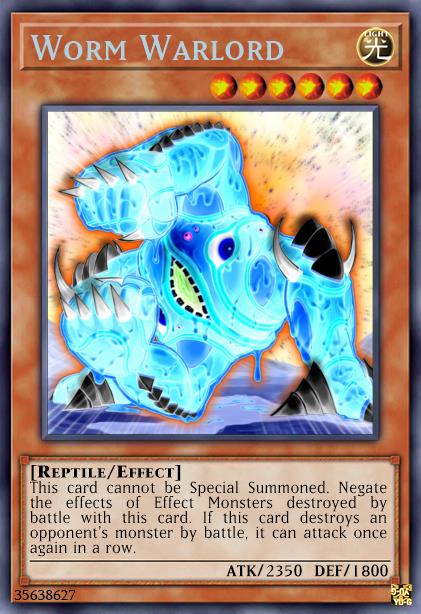 WORM WARLORD
LIGHT
光
[REPTILE/EFFECT]
This card cannot be Special Summoned. Negate
the effects of Effect Monsters destroyed by
battle with this card. If this card destroys an
opponent's monster by battle, it can attack once
again in a row.
ATK/2350 DEF/1800
35638627